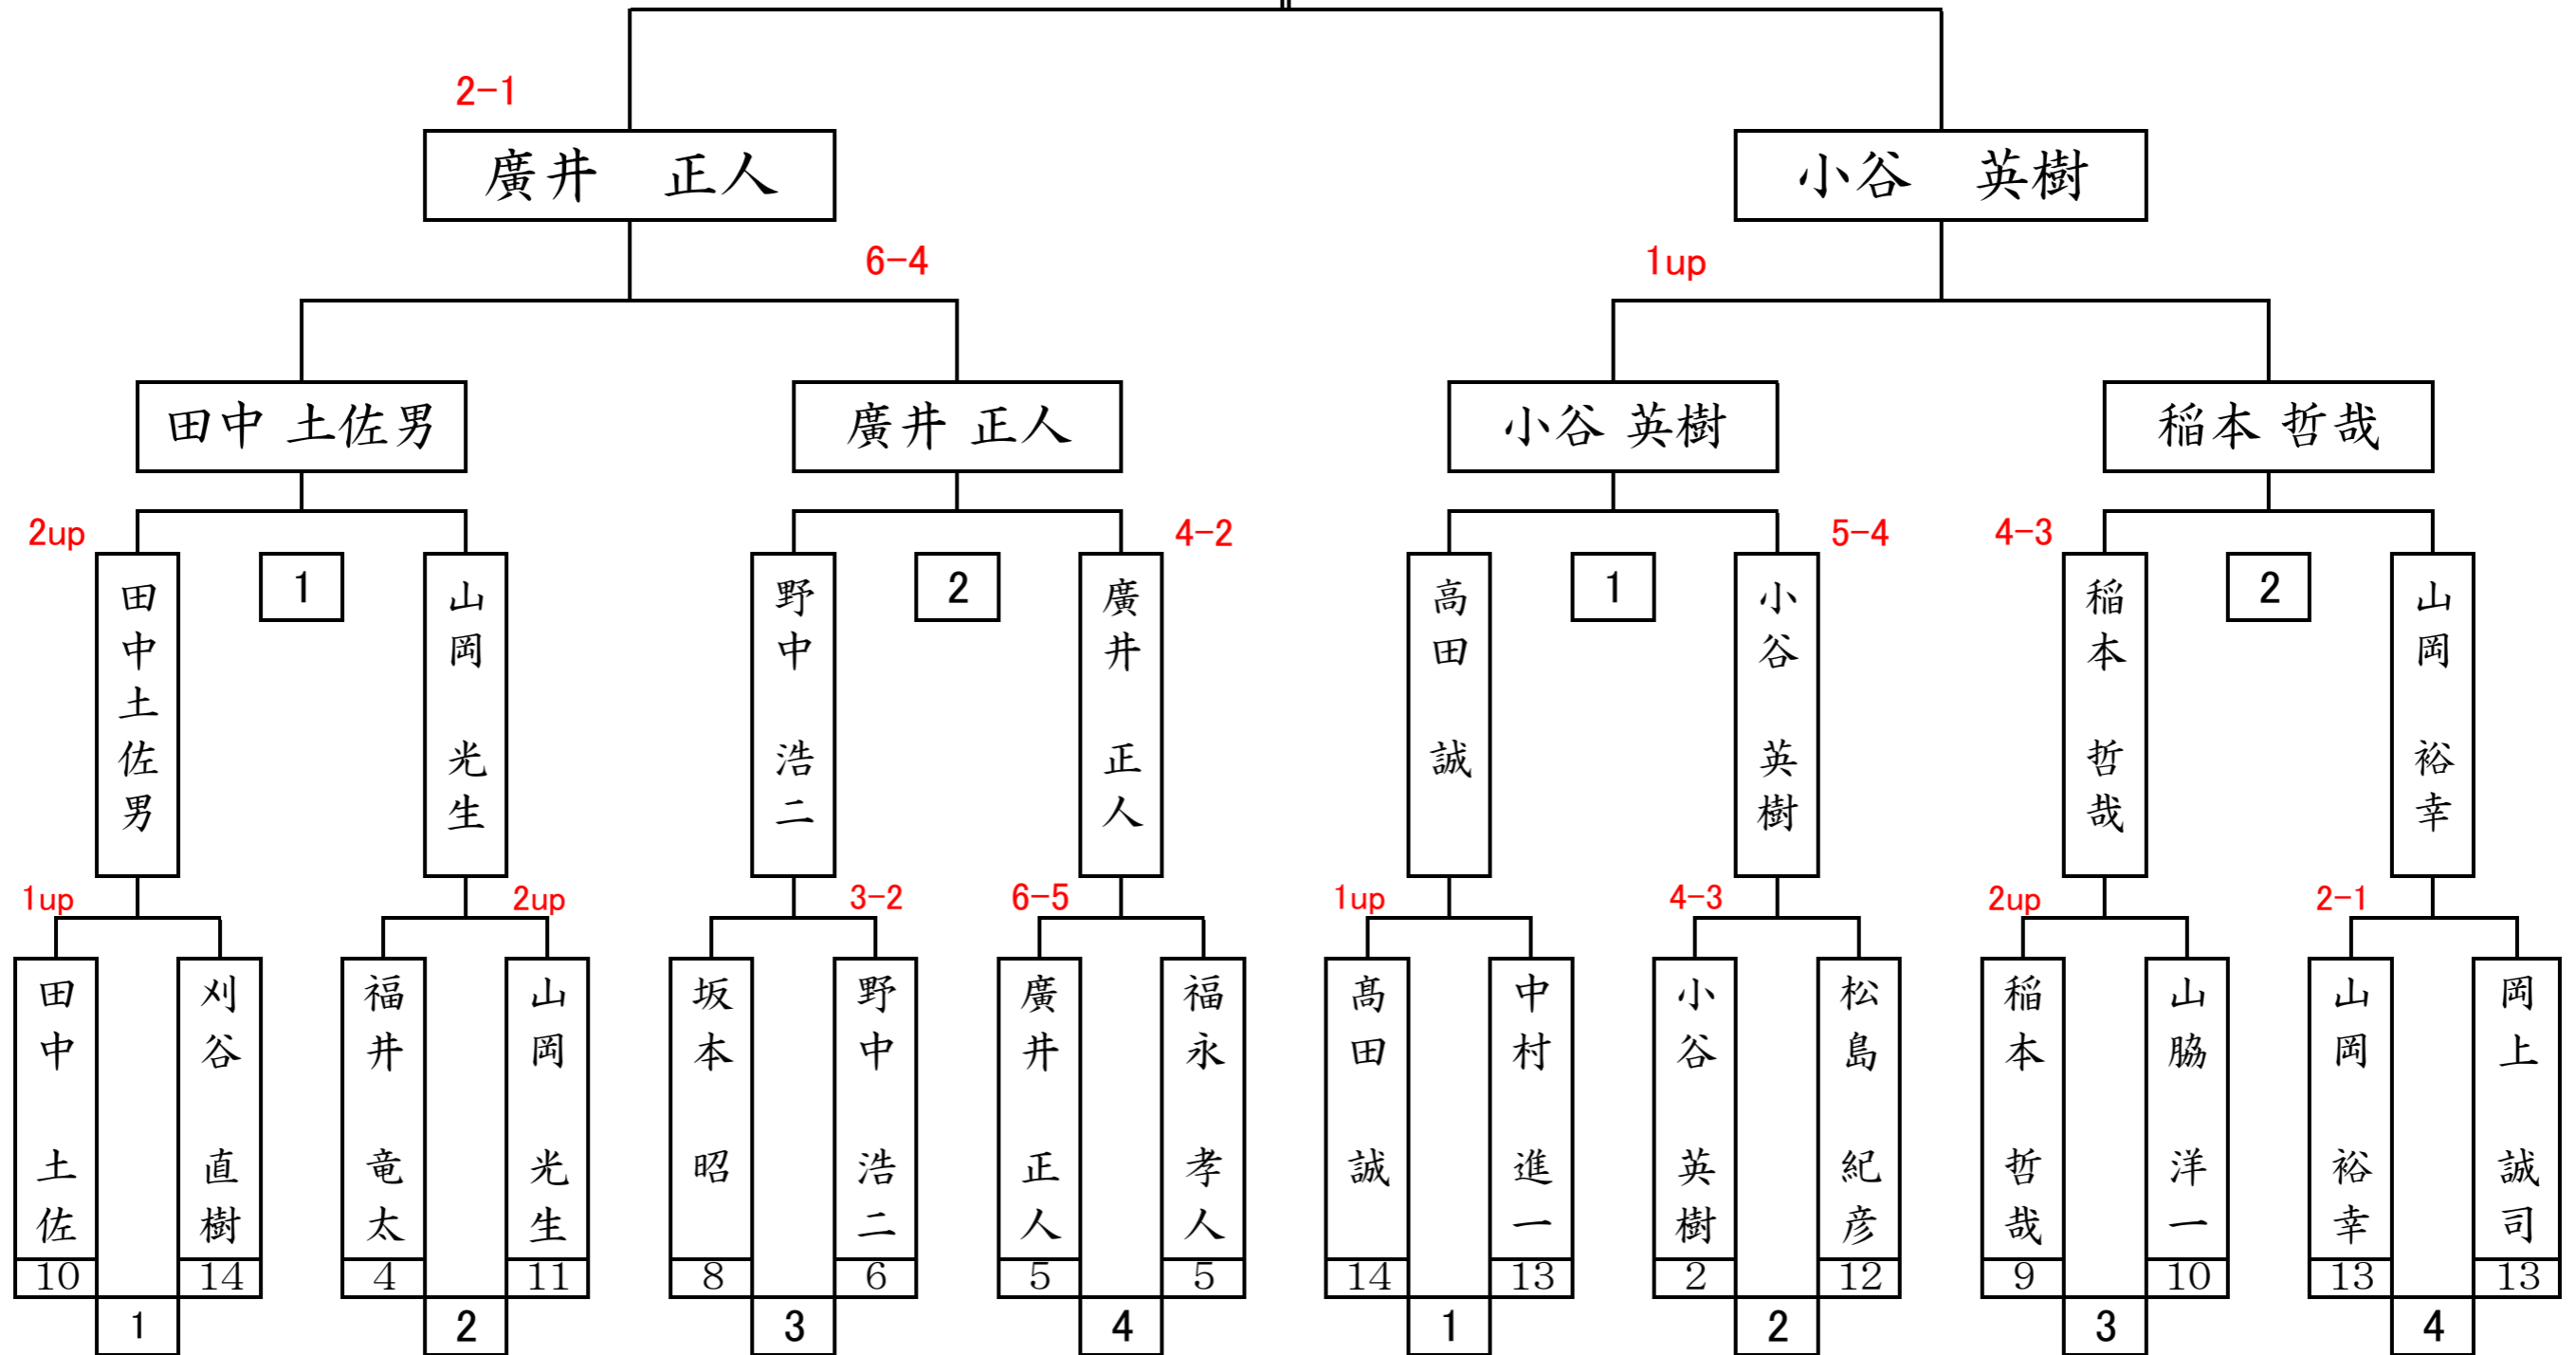 2-1
廣井　正人
小谷　英樹
6-4
1up
田中 土佐男
廣井 正人
小谷 英樹
稲本 哲哉
2up
4-2
5-4
4-3
田中土佐男
1
山岡　光生
野中　浩二
2
廣井　正人
高田　誠
1
小谷　英樹
稲本　哲哉
2
山岡　裕幸
1up
2up
3-2
6-5
1up
4-3
2up
2-1
田中　土佐
刈谷　直樹
福井　竜太
山岡　光生
坂本　昭
野中　浩二
廣井　正人
福永　孝人
髙田　誠
中村　進一
小谷　英樹
松島　紀彦
稲本　哲哉
山脇　洋一
山岡　裕幸
岡上　誠司
10
14
4
11
8
6
5
5
14
13
2
12
9
10
13
13
1
2
3
4
1
2
3
4